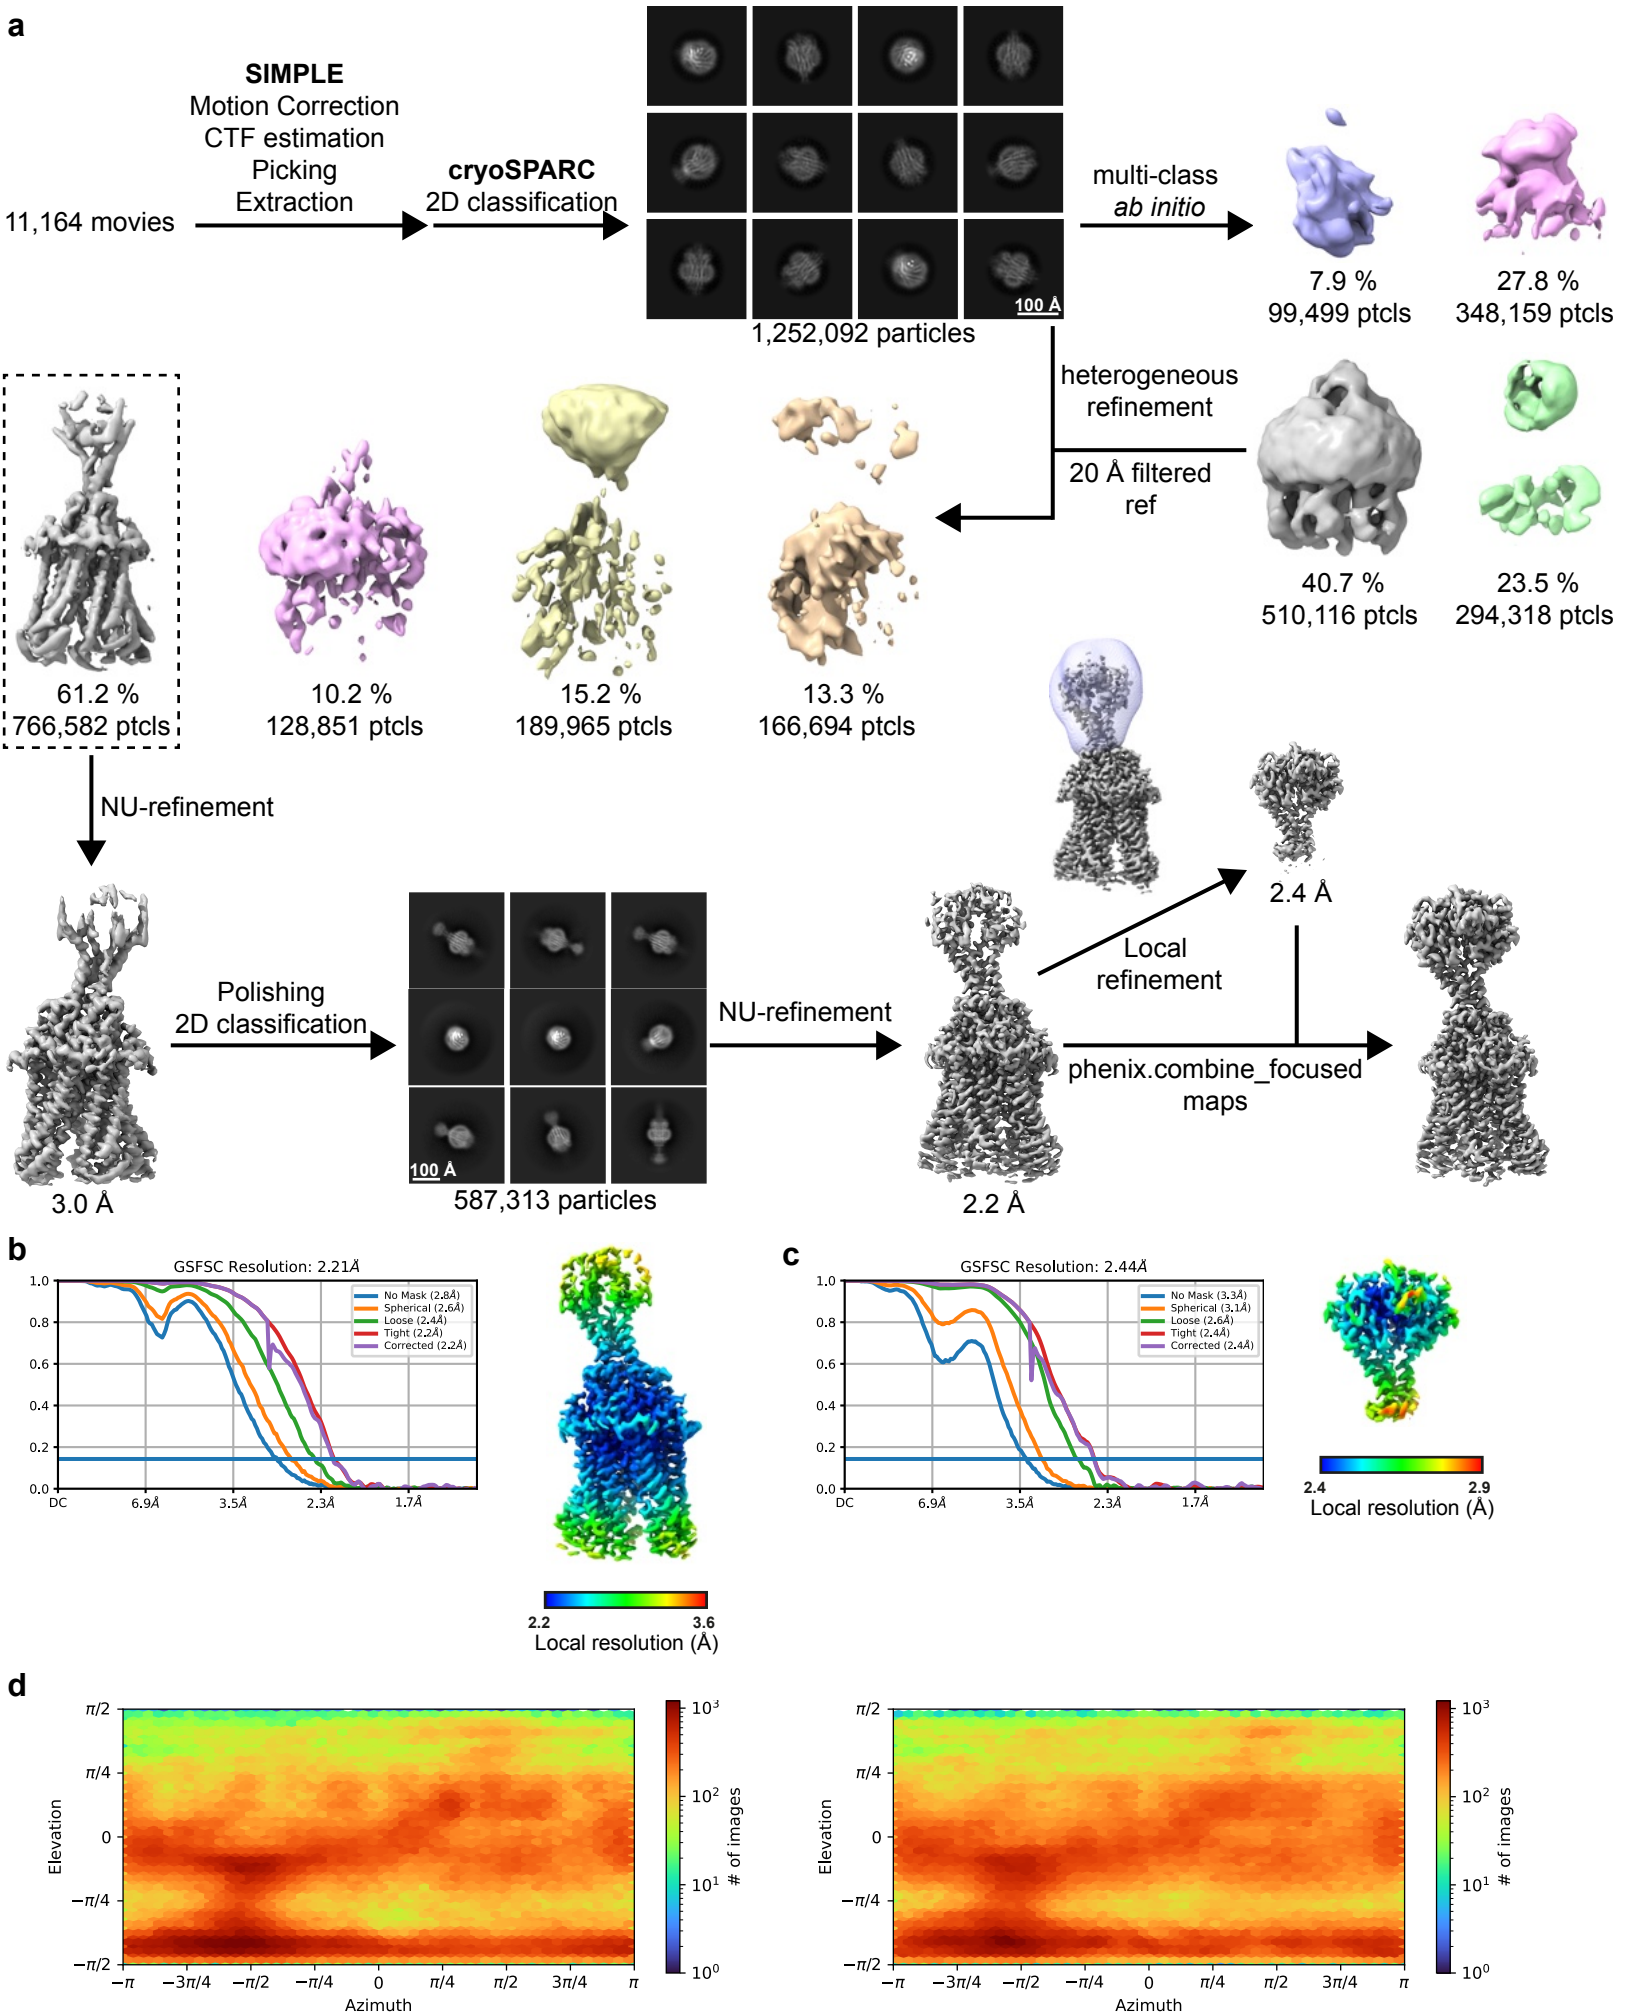 a
SIMPLE
Motion Correction
CTF estimation
Picking
Extraction
11,164 movies
cryoSPARC
2D classification
100 Å
1,252,092 particles
multi-class
ab initio
7.9 %
99,499 ptcls
27.8 %
348,159 ptcls
heterogeneous
refinement
20 Å filtered
ref
40.7 %
510,116 ptcls
23.5 %
294,318 ptcls
61.2 %
766,582 ptcls
10.2 %
128,851 ptcls
15.2 %
189,965 ptcls
13.3 %
166,694 ptcls
NU-refinement
3.0 Å
Polishing
2D classification
100 Å
587,313 particles
NU-refinement
2.2 Å
Local
refinement
2.4 Å
phenix.combine_focused
maps
b
GSFSC Resolution: 2.21Å
No Mask (2.8Å)
Spherical (2.6Å)
Loose (2.4Å)
Tight (2.2Å)
Corrected (2.2Å)
1.0
0.8
0.6
0.4
0.2
0.0
DC 6.9Å 3.5Å 2.3Å 1.7Å
2.2 3.6
Local resolution (Å)
c
GSFSC Resolution: 2.44Å
No Mask (3.3Å)
Spherical (3.1Å)
Loose (2.6Å)
Tight (2.4Å)
Corrected (2.4Å)
1.0
0.8
0.6
0.4
0.2
0.0
DC 6.9Å 3.5Å 2.3Å 1.7Å
2.4 2.9
Local resolution (Å)
d
π/2
π/4
0
−π/4
−π/2
Elevation
−π −3π/4 −π/2 −π/4 0 π/4 π/2 3π/4 π
Azimuth
10³
10²
10¹
10⁰
# of images
π/2
π/4
0
−π/4
−π/2
Elevation
−π −3π/4 −π/2 −π/4 0 π/4 π/2 3π/4 π
Azimuth
10³
10²
10¹
10⁰
# of images